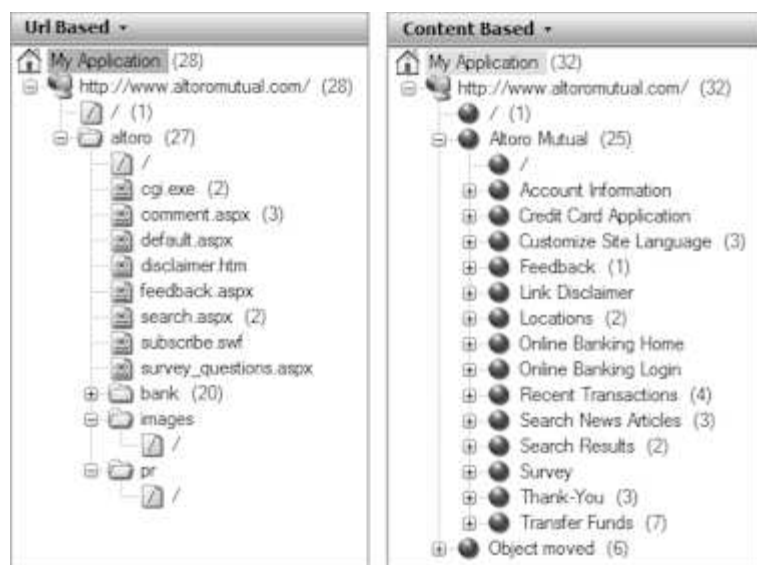 Url Based
My Application (28)
http://www.altoromutual.com/ (28)
/ (1)
altoro (27)
/
cgi.exe (2)
comment.aspx (3)
default.aspx
disclaimer.htm
feedback.aspx
search.aspx (2)
subscribe.swf
survey_questions.aspx
bank (20)
images
/
pr
/
Content Based
My Application (32)
http://www.altoromutual.com/ (32)
/ (1)
Altoro Mutual (25)
/
Account Information
Credit Card Application
Customize Site Language (3)
Feedback (1)
Link Disclaimer
Locations (2)
Online Banking Home
Online Banking Login
Recent Transactions (4)
Search News Articles (3)
Search Results (2)
Survey
Thank-You (3)
Transfer Funds (7)
Object moved (6)